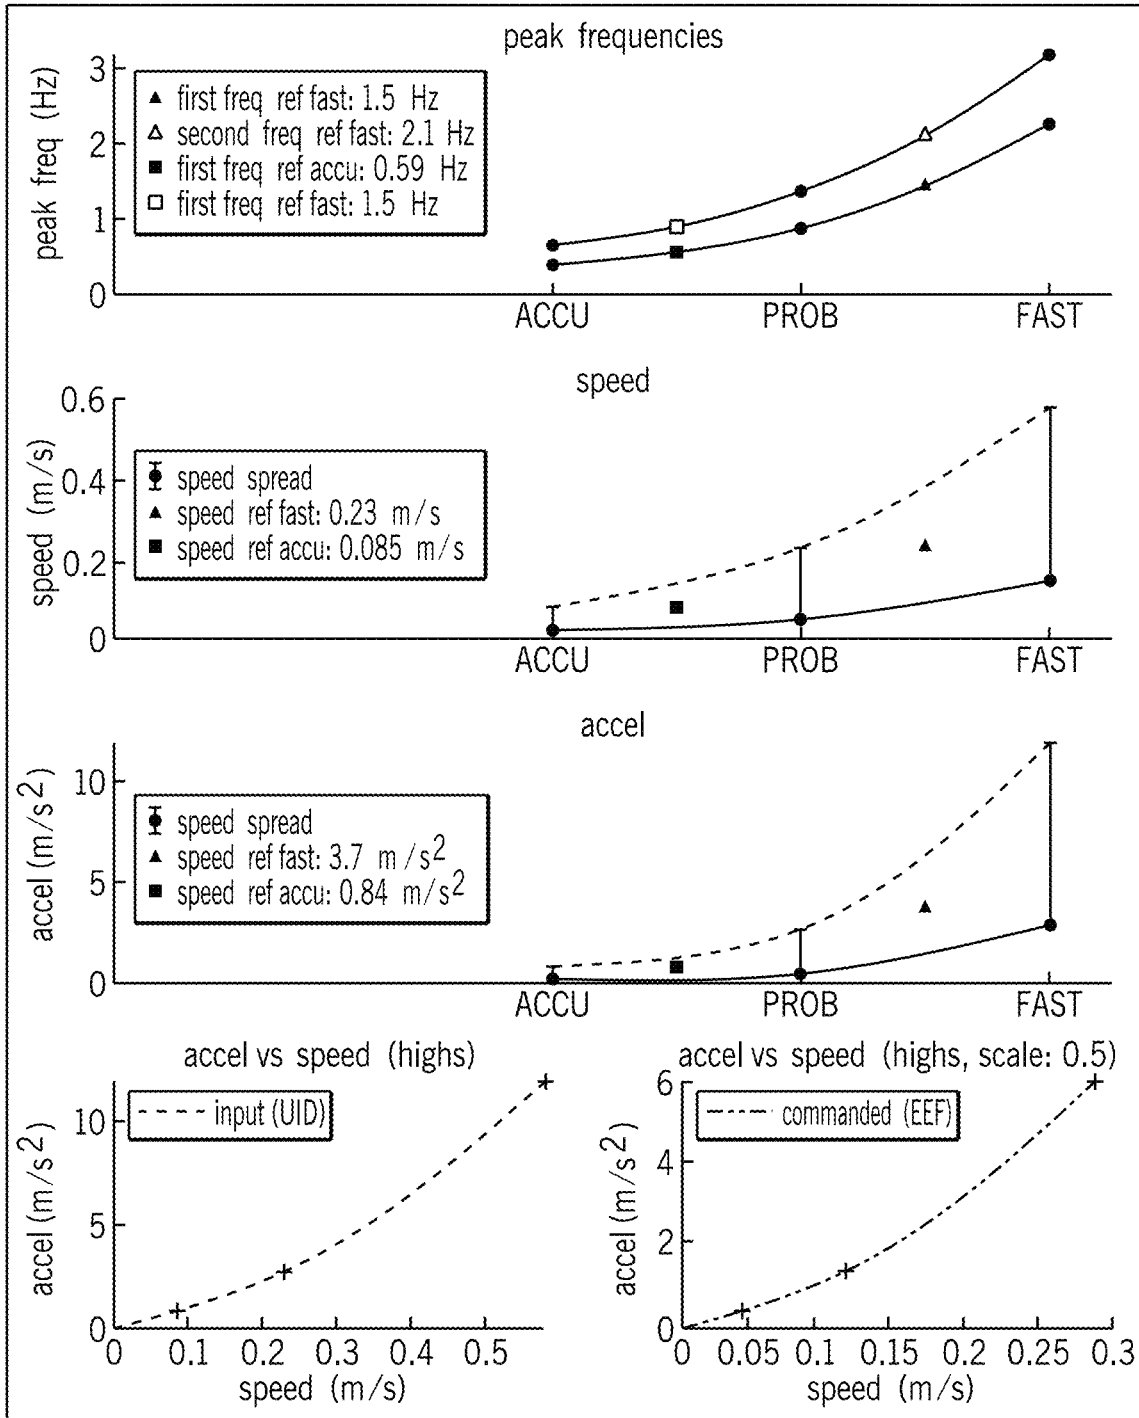 peak frequencies
peak freq (Hz)
3
2
1
0
first freq ref fast: 1.5 Hz
second freq ref fast: 2.1 Hz
first freq ref accu: 0.59 Hz
first freq ref fast: 1.5 Hz
ACCU PROB FAST
speed
speed (m/s)
0.6
0.4
0.2
0
speed spread
speed ref fast: 0.23 m/s
speed ref accu: 0.085 m/s
ACCU PROB FAST
accel
accel (m/s2)
10
5
0
speed spread
speed ref fast: 3.7 m/s2
speed ref accu: 0.84 m/s2
ACCU PROB FAST
accel vs speed (highs)
accel (m/s2)
10
5
0
input (UID)
0 0.1 0.2 0.3 0.4 0.5
speed (m/s)
accel vs speed (highs, scale: 0.5)
accel (m/s2)
6
4
2
0
commanded (EEF)
0 0.05 0.1 0.15 0.2 0.25 0.3
speed (m/s)